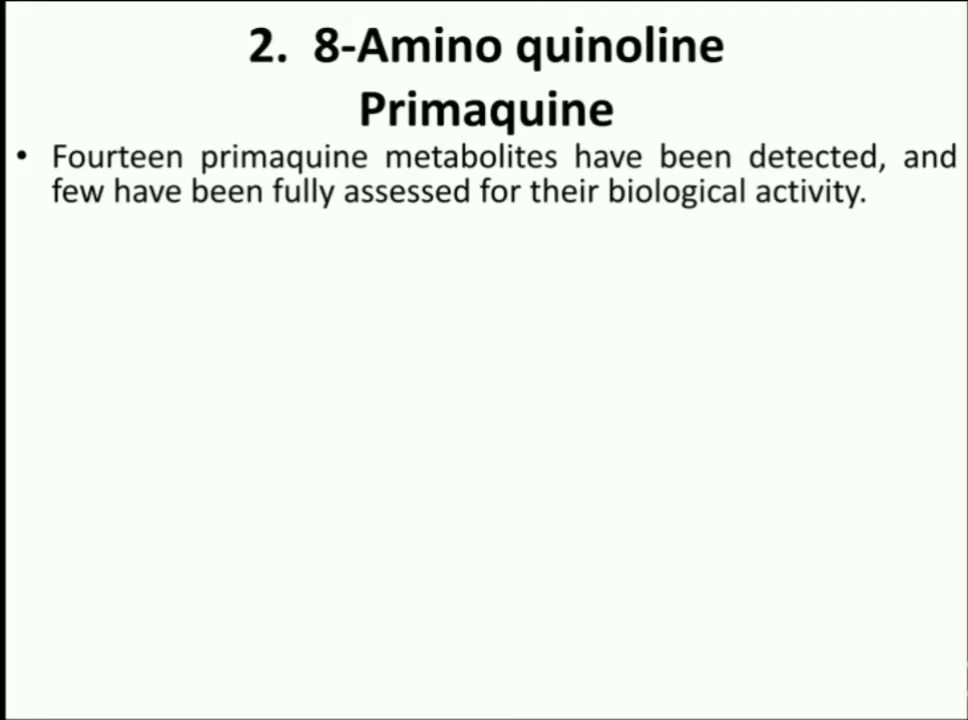 2. 8-Amino quinoline
Primaquine
• Fourteen primaquine metabolites have been detected, and
few have been fully assessed for their biological activity.